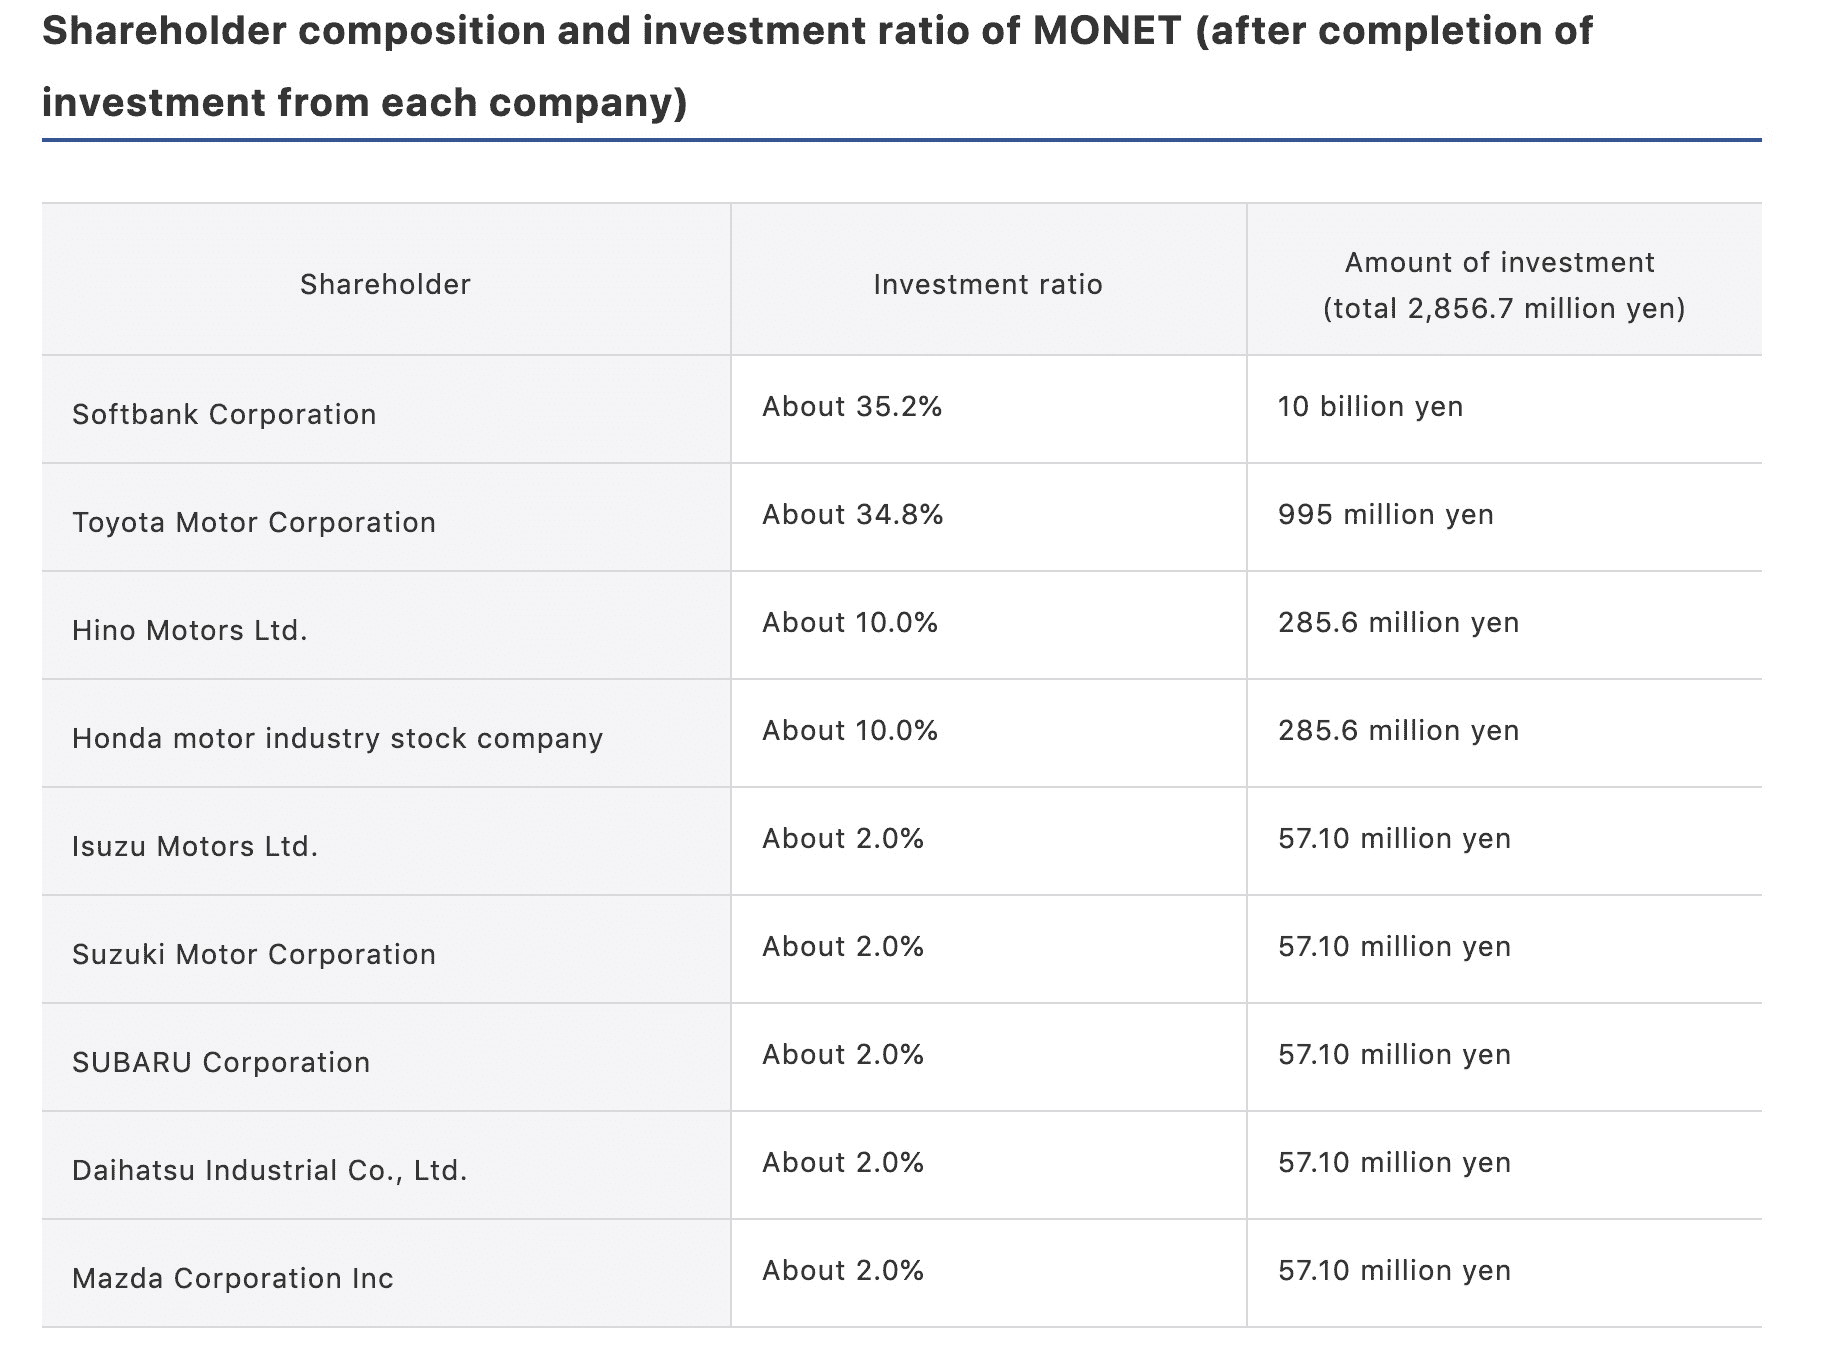 Shareholder composition and investment ratio of MONET (after completion of
investment from each company)
Shareholder
Investment ratio
Amount of investment
(total 2,856.7 million yen)
Softbank Corporation
About 35.2%
10 billion yen
Toyota Motor Corporation
About 34.8%
995 million yen
Hino Motors Ltd.
About 10.0%
285.6 million yen
Honda motor industry stock company
About 10.0%
285.6 million yen
Isuzu Motors Ltd.
About 2.0%
57.10 million yen
Suzuki Motor Corporation
About 2.0%
57.10 million yen
SUBARU Corporation
About 2.0%
57.10 million yen
Daihatsu Industrial Co., Ltd.
About 2.0%
57.10 million yen
Mazda Corporation Inc
About 2.0%
57.10 million yen